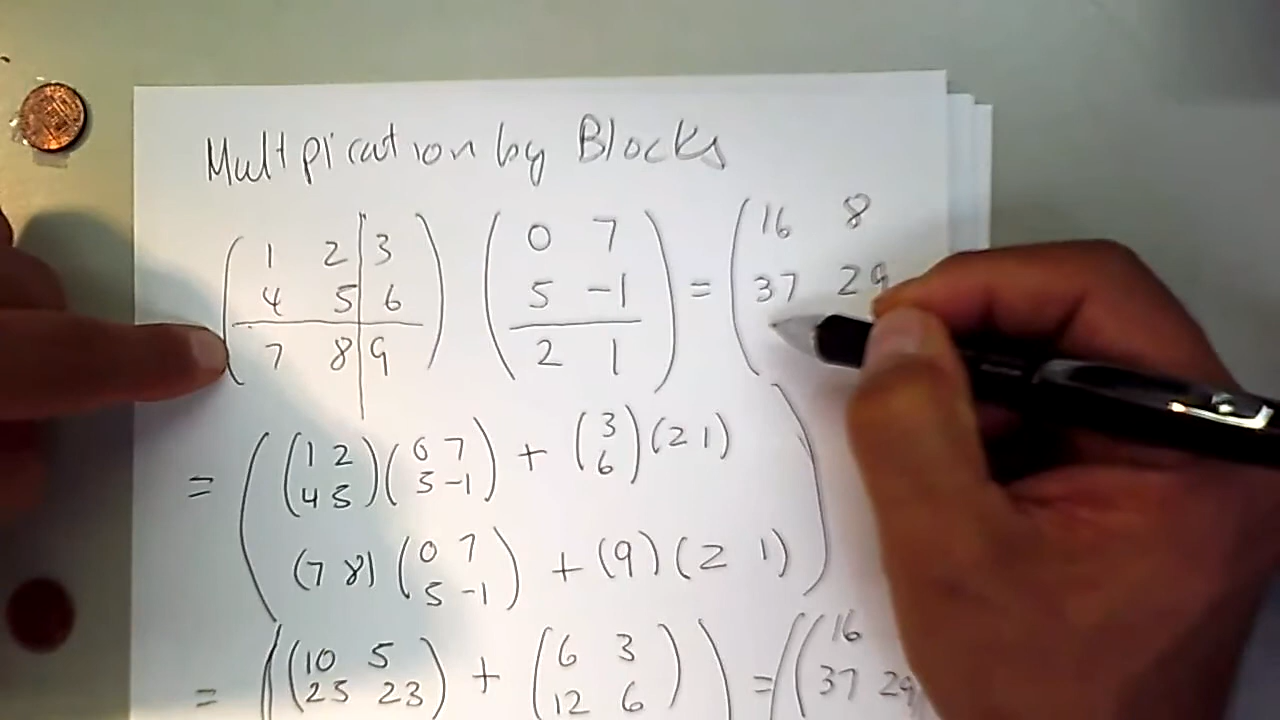 Multpication by Blocks
( 1 2 | 3 ) ( 0 7 ) = ( 16 8
4 5 | 6 5 -1 37 29
7 8 | 9 2 1
= ( (1 2) (0 7) + (3) (2 1) )
4 5 5 -1 6
(7 8) (0 7) + (9) (2 1)
5 -1
= ( (10 5) + (6 3) ) = ( (16
25 23 12 6 37 29